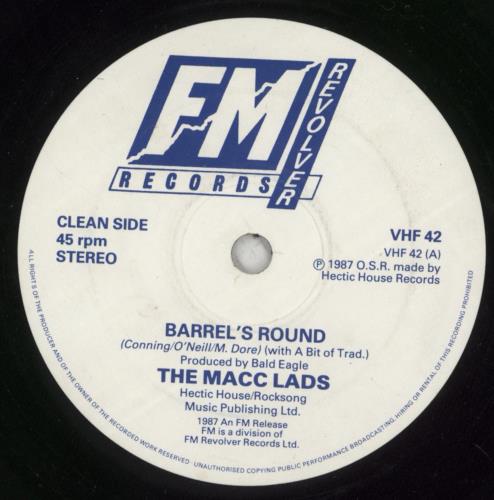 FM
REVOLVER
RECORDS
CLEAN SIDE
45 rpm
STEREO
VHF 42
VHF 42 (A)
Ⓟ 1987 O.S.R. made by
Hectic House Records
BARREL'S ROUND
(Conning/O'Neill/M. Dore) (with A Bit of Trad.)
Produced by Bald Eagle
THE MACC LADS
Hectic House/Rocksong
Music Publishing Ltd.
1987 An FM Release
FM is a division of
FM Revolver Records Ltd.
ALL RIGHTS OF THE PRODUCER AND OF THE OWNER OF THE RECORDED WORK RESERVED · UNAUTHORISED COPYING PUBLIC PERFORMANCE BROADCASTING, HIRING OR RENTAL OF THIS RECORDING PROHIBITED